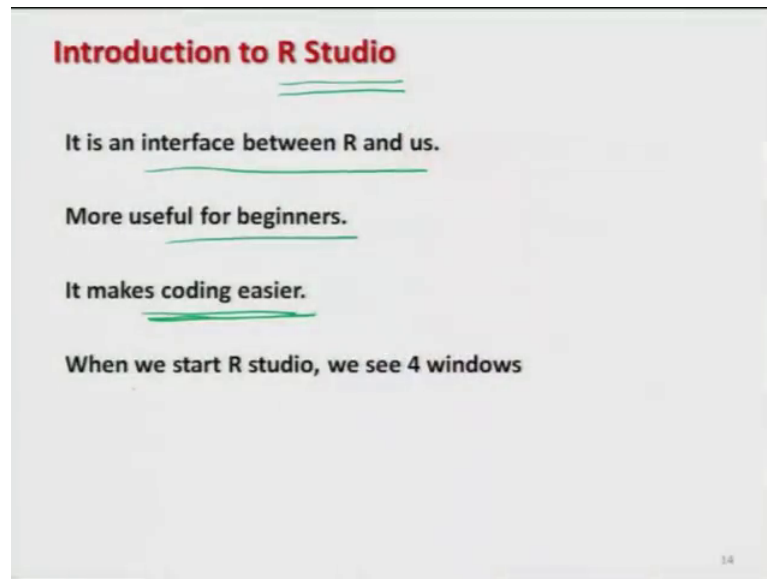 Introduction to R Studio
It is an interface between R and us.
More useful for beginners.
It makes coding easier.
When we start R studio, we see 4 windows
14